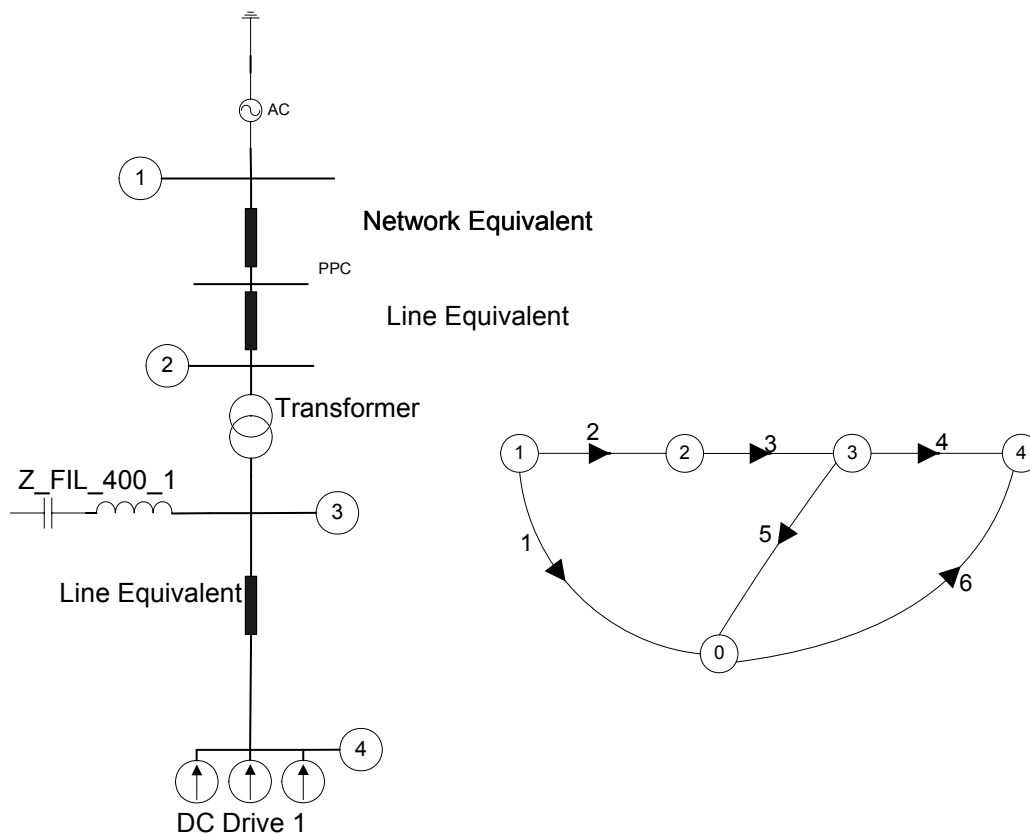 AC
1
Network Equivalent
PPC
Line Equivalent
2
Transformer
Z_FIL_400_1
3
Line Equivalent
4
DC Drive 1
1 2 2 3 3 4 4
1 5 6
0